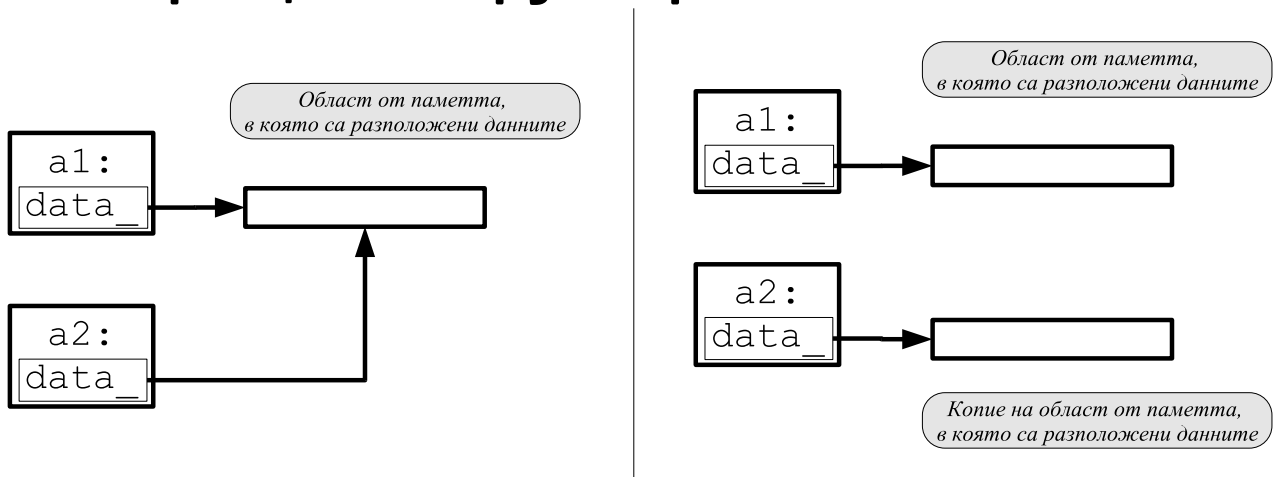 Област от паметта,
в която са разположени данните
a1:
data_
a2:
data_
Област от паметта,
в която са разположени данните
a1:
data_
a2:
data_
Копие на област от паметта,
в която са разположени данните